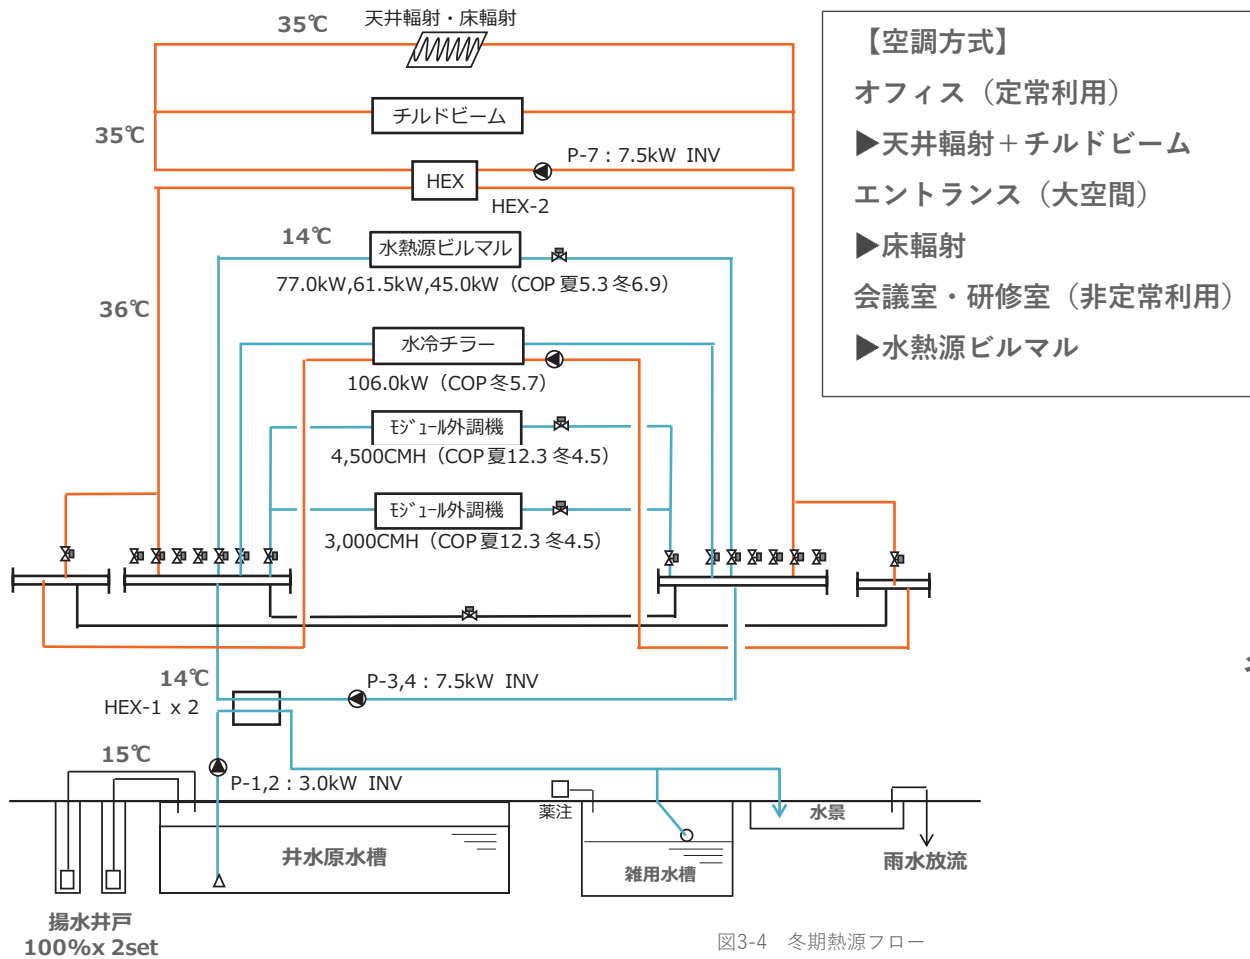 35℃
天井輻射・床輻射
チルドビーム
35℃
P-7：7.5kW INV
HEX
HEX-2
14℃
水熱源ビルマル
77.0kW,61.5kW,45.0kW（COP 夏5.3 冬6.9）
36℃
水冷チラー
106.0kW（COP 冬5.7）
ﾓｼﾞｭｰﾙ外調機
4,500CMH（COP 夏12.3 冬4.5）
ﾓｼﾞｭｰﾙ外調機
3,000CMH（COP 夏12.3 冬4.5）
【空調方式】
オフィス（定常利用）
▶天井輻射＋チルドビーム
エントランス（大空間）
▶床輻射
会議室・研修室（非定常利用）
▶水熱源ビルマル
14℃
P-3,4：7.5kW INV
HEX-1 x 2
15℃
P-1,2：3.0kW INV
薬注
水景
井水原水槽
雑用水槽
雨水放流
揚水井戸
100%x 2set
図3-4 冬期熱源フロー